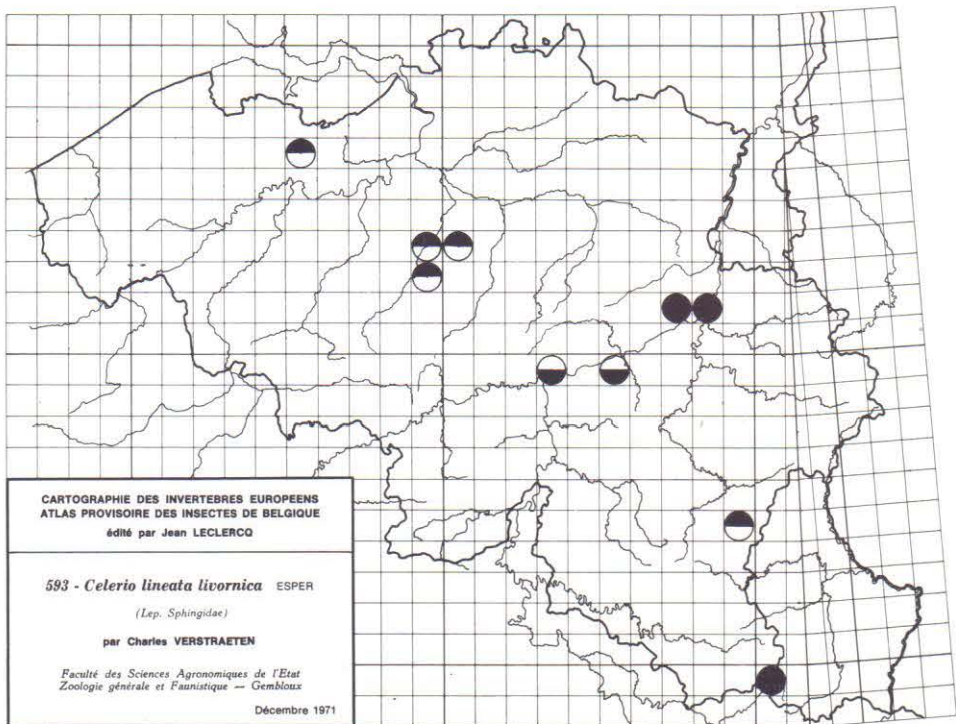 CARTOGRAPHIE DES INVERTEBRES EUROPEENS
ATLAS PROVISOIRE DES INSECTES DE BELGIQUE
édité par Jean LECLERCQ
593 - Celerio lineata livornica ESPER
(Lep. Sphingidae)
par Charles VERSTRAETEN
Faculté des Sciences Agronomiques de l'Etat
Zoologie générale et Faunistique — Gembloux
Décembre 1971